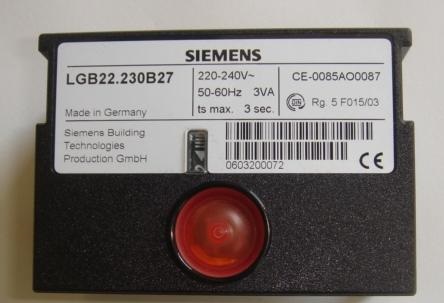 SIEMENS
LGB22.230B27
220-240V~
CE-0085AO0087
50-60Hz 3VA
Made in Germany
ts max. 3 sec.
Rg. 5 F015/03
Siemens Building
Technologies
Production GmbH
0603200072
CE